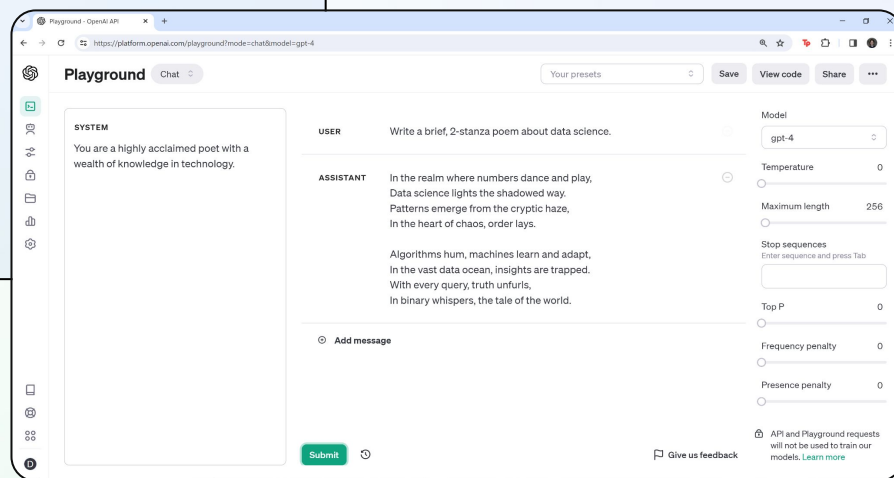 Playground - OpenAI API
https://platform.openai.com/playground?mode=chat&model=gpt-4
Playground Chat
Your presets
Save
View code
Share
SYSTEM
You are a highly acclaimed poet with a
wealth of knowledge in technology.
USER Write a brief, 2-stanza poem about data science.
ASSISTANT In the realm where numbers dance and play,
Data science lights the shadowed way.
Patterns emerge from the cryptic haze,
In the heart of chaos, order lays.
Algorithms hum, machines learn and adapt,
In the vast data ocean, insights are trapped.
With every query, truth unfurls,
In binary whispers, the tale of the world.
Add message
Submit
Give us feedback
Model
gpt-4
Temperature 0
Maximum length 256
Stop sequences
Enter sequence and press Tab
Top P 0
Frequency penalty 0
Presence penalty 0
API and Playground requests
will not be used to train our
models. Learn more
D